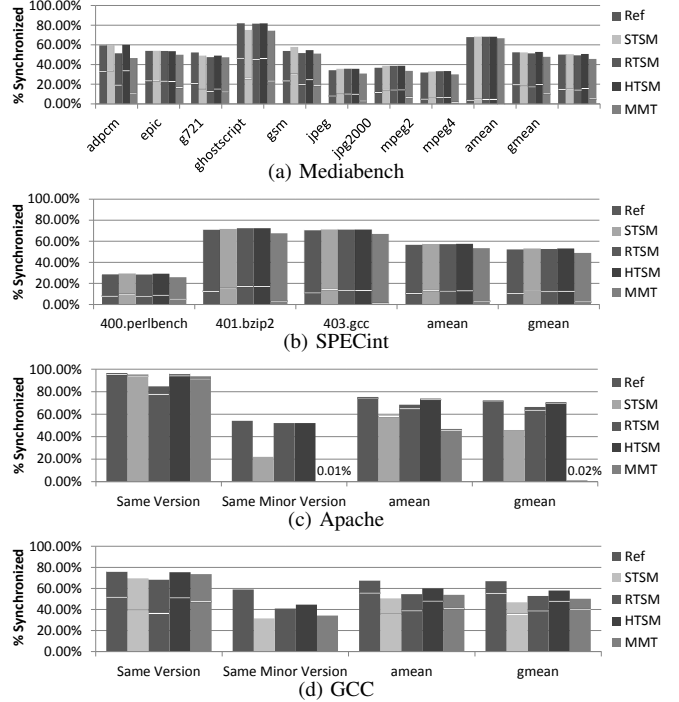 % Synchronized
100.00%
80.00%
60.00%
40.00%
20.00%
0.00%
adpcm
epic
g721
ghostscript
gsm
jpeg
jpg2000
mpeg2
mpeg4
amean
gmean
Ref
STSM
RTSM
HTSM
MMT
(a) Mediabench
% Synchronized
100.00%
80.00%
60.00%
40.00%
20.00%
0.00%
400.perlbench
401.bzip2
403.gcc
amean
gmean
Ref
STSM
RTSM
HTSM
MMT
(b) SPECint
% Synchronized
100.00%
80.00%
60.00%
40.00%
20.00%
0.00%
0.01%
0.02%
Same Version
Same Minor Version
amean
gmean
Ref
STSM
RTSM
HTSM
MMT
(c) Apache
% Synchronized
100.00%
80.00%
60.00%
40.00%
20.00%
0.00%
Same Version
Same Minor Version
amean
gmean
Ref
STSM
RTSM
HTSM
MMT
(d) GCC